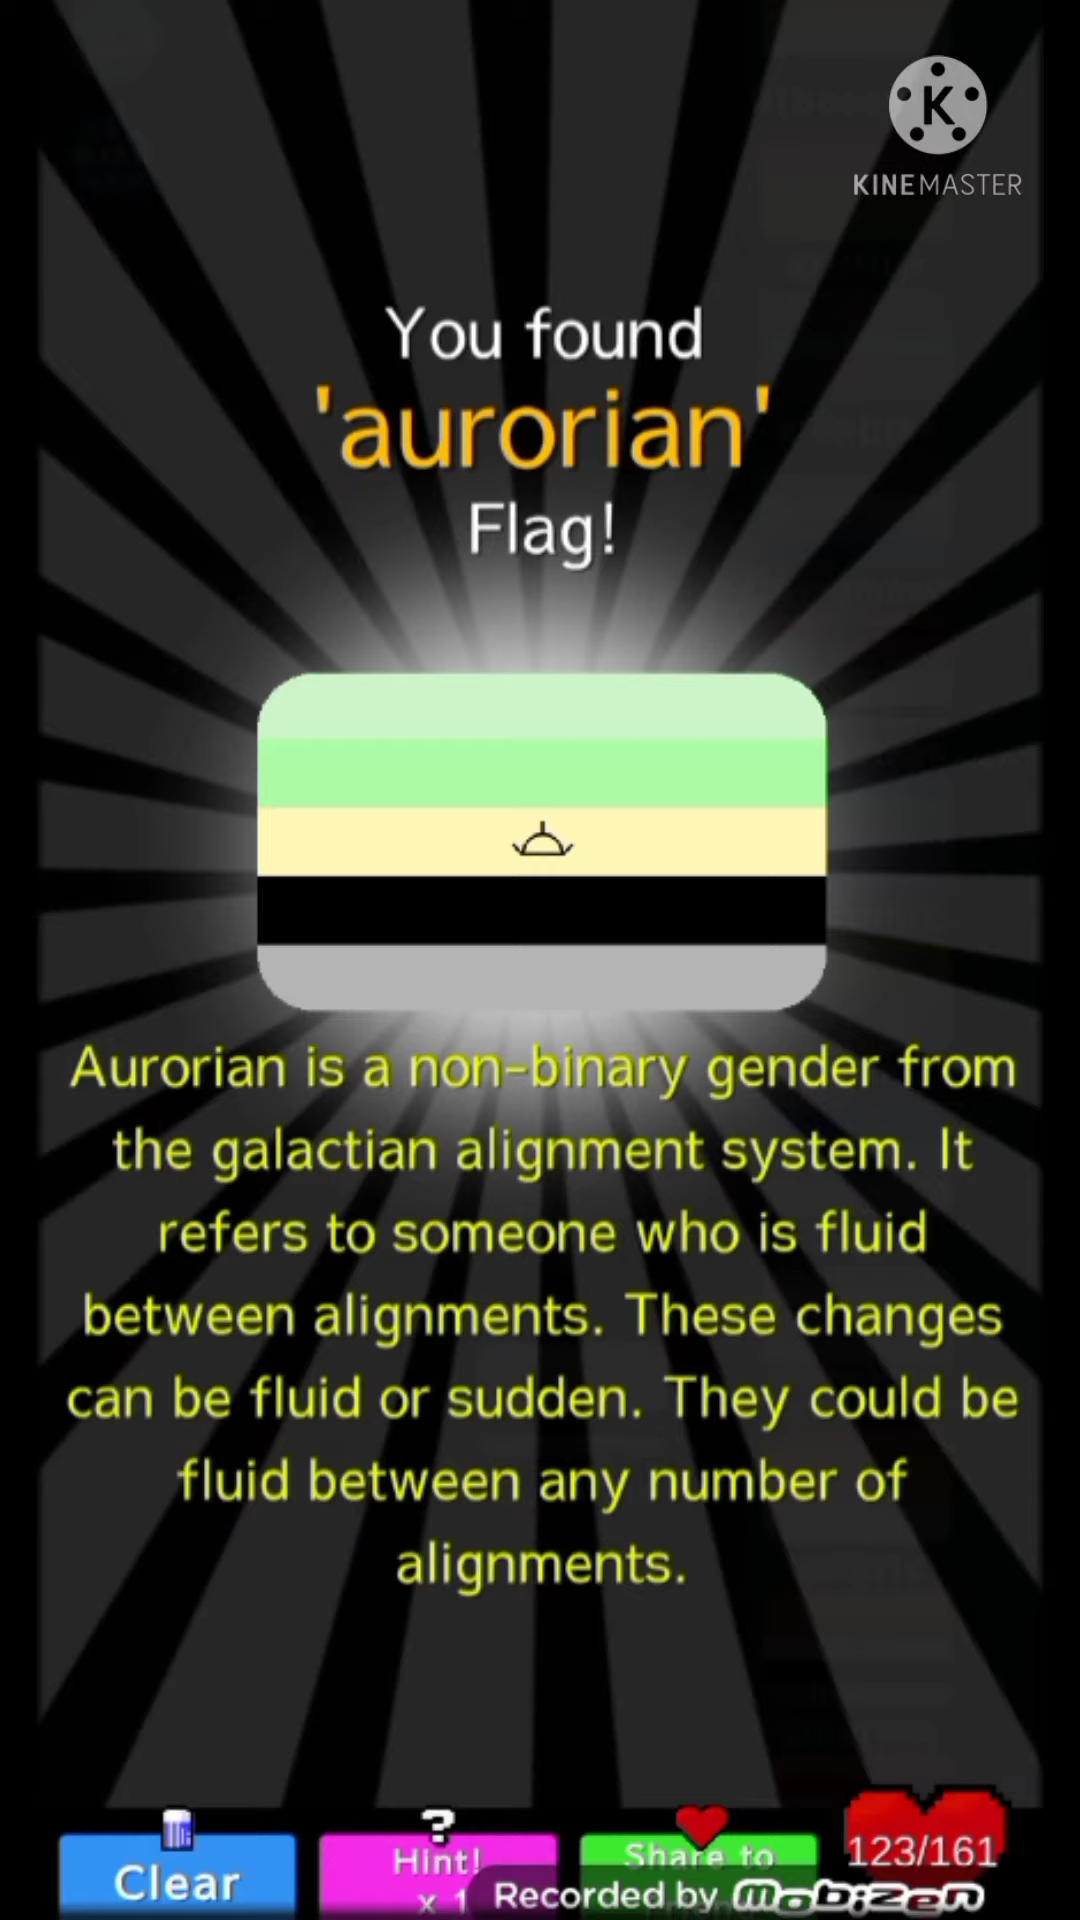 K
KINEMASTER
You found
'aurorian'
Flag!
Aurorian is a non-binary gender from
the galactian alignment system. It
refers to someone who is fluid
between alignments. These changes
can be fluid or sudden. They could be
fluid between any number of
alignments.
?
Clear
Hint!
x 1
Share to
123/161
Recorded by Mobizen